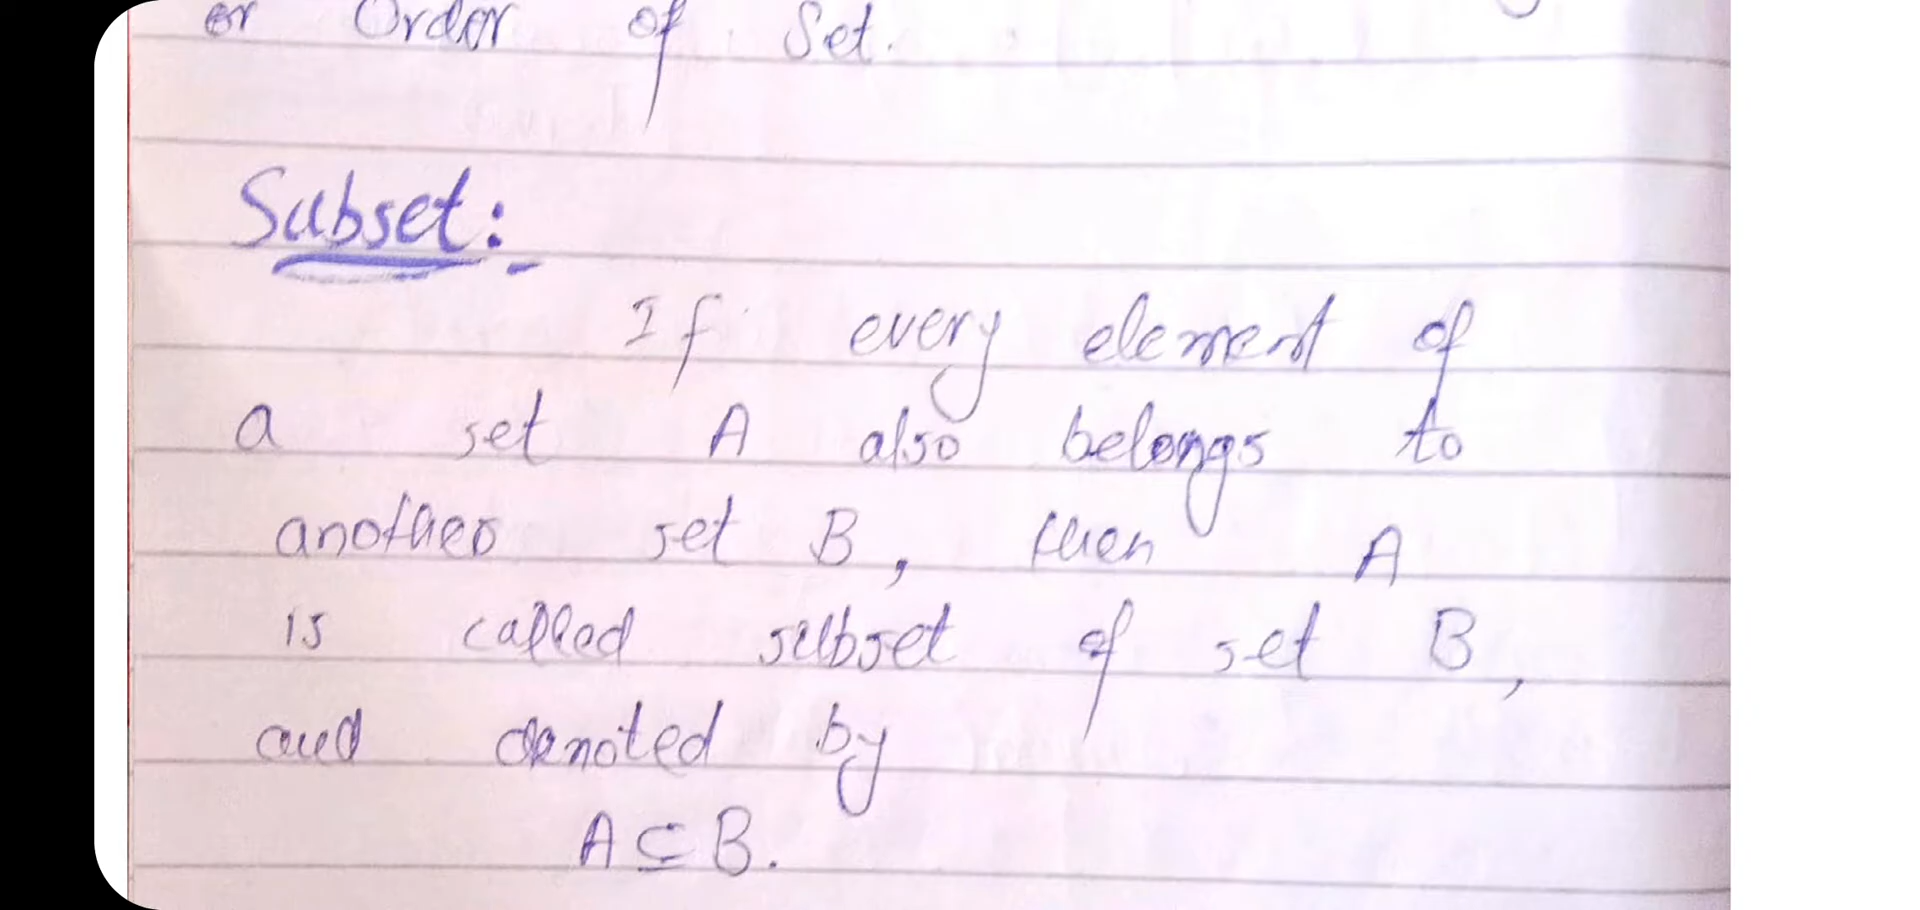 or Order of Set.
Subset:-
If every element of
a set A also belongs to
another set B, then A
is called subset of set B,
and denoted by
A ⊆ B.